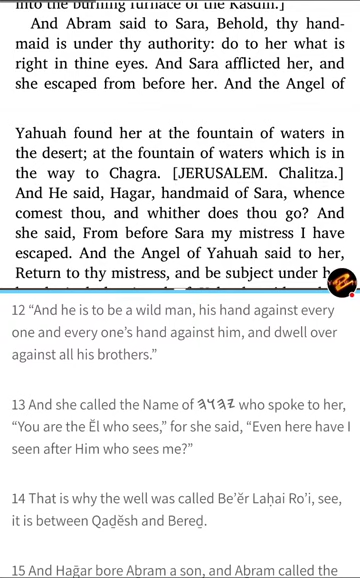 into the burning furnace of the Kasdim.]
And Abram said to Sara, Behold, thy hand-
maid is under thy authority: do to her what is
right in thine eyes. And Sara afflicted her, and
she escaped from before her. And the Angel of
Yahuah found her at the fountain of waters in
the desert; at the fountain of waters which is in
the way to Chagra. [JERUSALEM. Chalitza.]
And He said, Hagar, handmaid of Sara, whence
comest thou, and whither does thou go? And
she said, From before Sara my mistress I have
escaped. And the Angel of Yahuah said to her,
Return to thy mistress, and be subject under
12 “And he is to be a wild man, his hand against every
one and every one’s hand against him, and dwell over
against all his brothers.”
13 And she called the Name of 𐤉𐤄𐤅𐤄 who spoke to her,
“You are the Ěl who sees,” for she said, “Even here have I
seen after Him who sees me?”
14 That is why the well was called Be’ěr Laḥai Ro’i, see,
it is between Qaḏěsh and Bereḏ.
15 And Haḡar bore Aḇram a son, and Aḇram called the